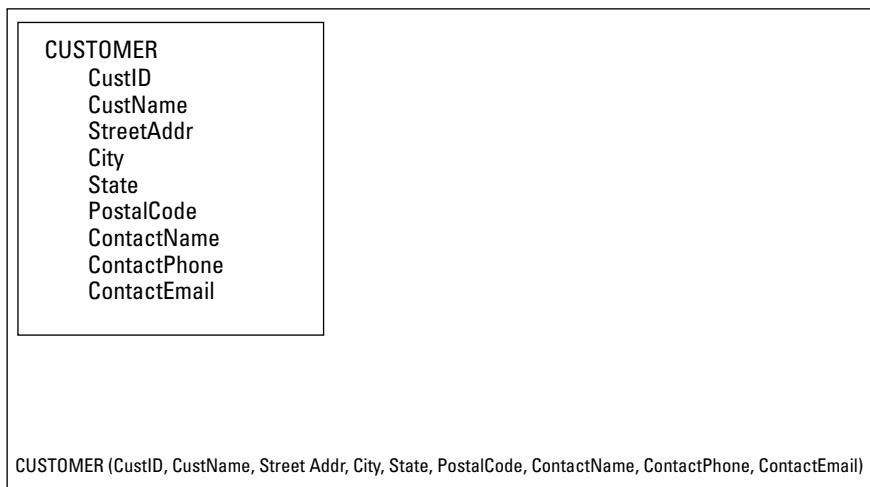 CUSTOMER
CustID
CustName
StreetAddr
City
State
PostalCode
ContactName
ContactPhone
ContactEmail
CUSTOMER (CustID, CustName, Street Addr, City, State, PostalCode, ContactName, ContactPhone, ContactEmail)